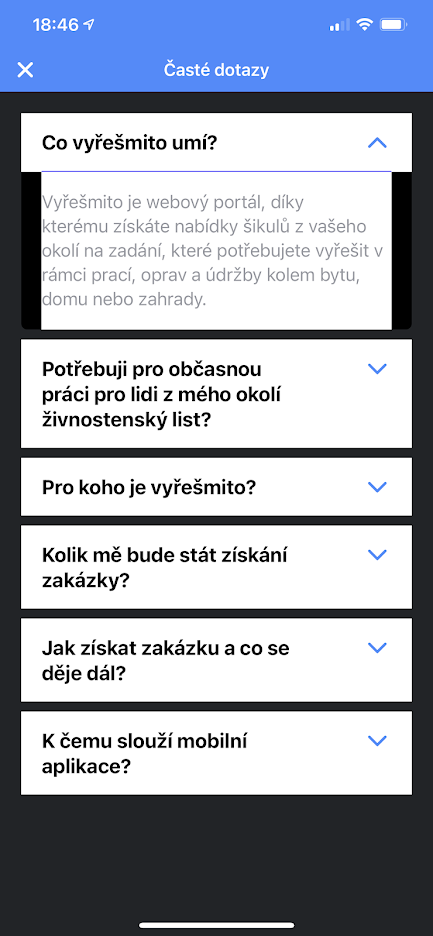 18:46
Časté dotazy
Co vyřešmito umí?
Vyřešmito je webový portál, díky
kterému získáte nabídky šikulů z vašeho
okolí na zadání, které potřebujete vyřešit v
rámci prací, oprav a údržby kolem bytu,
domu nebo zahrady.
Potřebuji pro občasnou
práci pro lidi z mého okolí
živnostenský list?
Pro koho je vyřešmito?
Kolik mě bude stát získání
zakázky?
Jak získat zakázku a co se
děje dál?
K čemu slouží mobilní
aplikace?